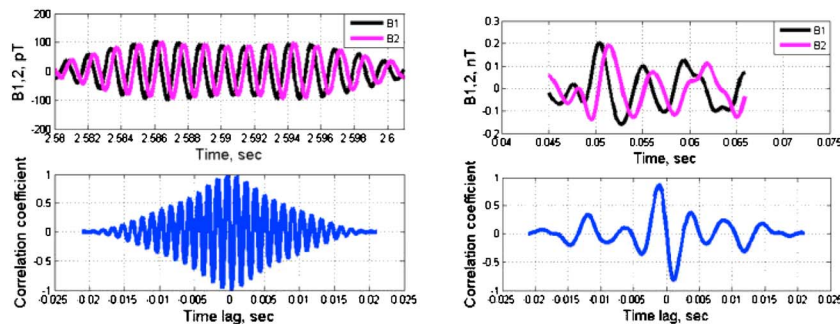 200
100
0
-100
-200
B1,2, pT
B1
B2
2.58 2.582 2.584 2.586 2.588 2.59 2.592 2.594 2.596 2.598 2.6
Time, sec
1
0.5
0
-0.5
-1
Correlation coefficient
-0.025 -0.02 -0.015 -0.01 -0.005 0 0.005 0.01 0.015 0.02 0.025
Time lag, sec
0.3
0.2
0.1
0
-0.1
-0.2
B1,2, nT
B1
B2
0.04 0.045 0.05 0.055 0.06 0.065 0.07 0.075
Time, sec
1
0.5
0
-0.5
-1
Correlation coefficient
-0.025 -0.02 -0.015 -0.01 -0.005 0 0.005 0.01 0.015 0.02 0.025
Time lag, sec